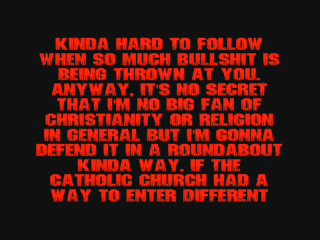 KINDA HARD TO FOLLOW
WHEN SO MUCH BULLSHIT IS
BEING THROWN AT YOU.
ANYWAY, IT'S NO SECRET
THAT I'M NO BIG FAN OF
CHRISTIANITY OR RELIGION
IN GENERAL BUT I'M GONNA
DEFEND IT IN A ROUNDABOUT
KINDA WAY. IF THE
CATHOLIC CHURCH HAD A
WAY TO ENTER DIFFERENT